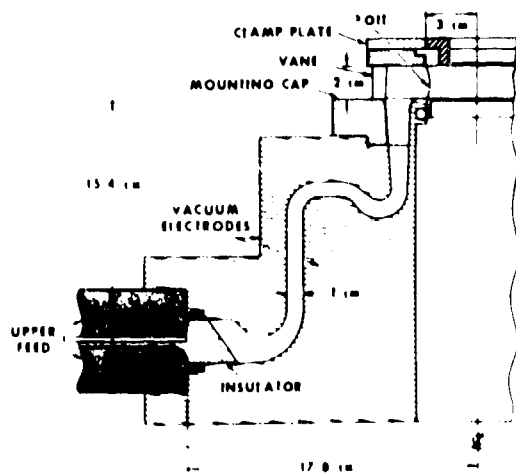 CLAMP PLATE
3 cm
VANE
2 cm
MOUNTING CAP
15.4 cm
VACUUM
ELECTRODES
1 cm
UPPER
FEED
INSULATOR
17.8 cm